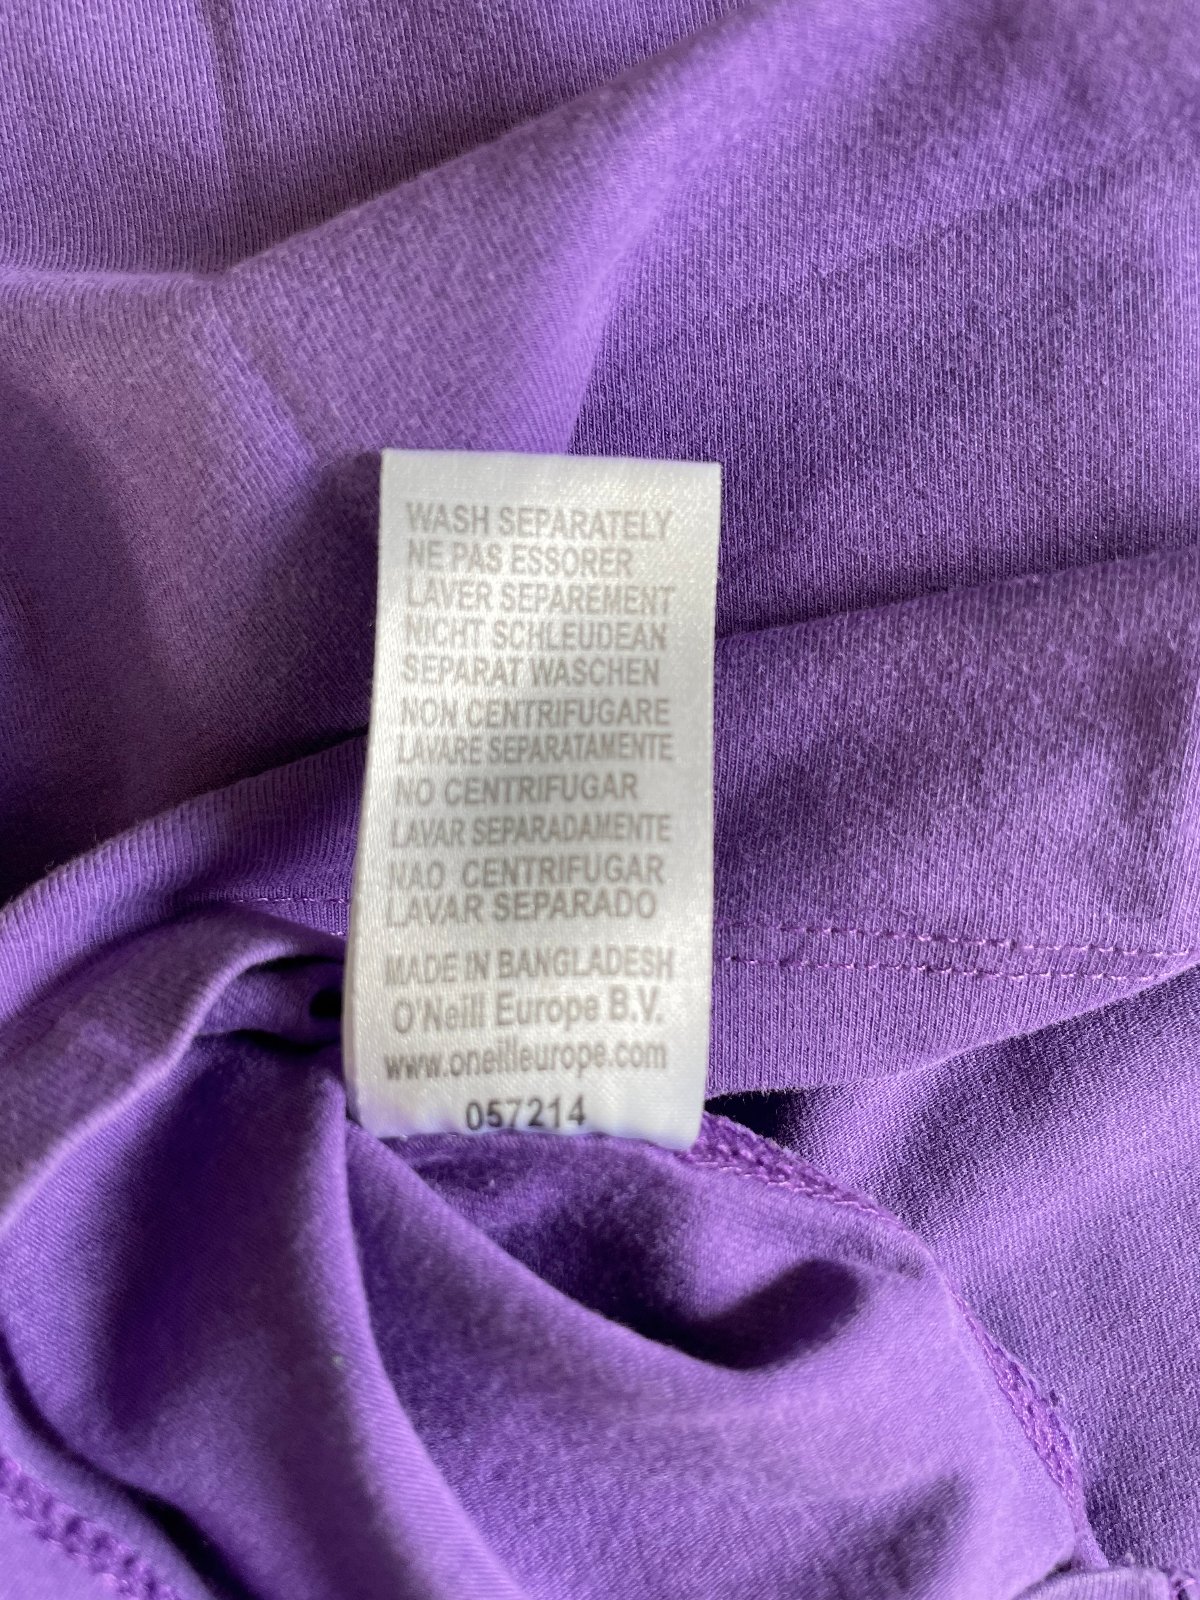 WASH SEPARATELY
NE PAS ESSORER
LAVER SEPAREMENT
NICHT SCHLEUDEAN
SEPARAT WASCHEN
NON CENTRIFUGARE
LAVARE SEPARATAMENTE
NO CENTRIFUGAR
LAVAR SEPARADAMENTE
NAO CENTRIFUGAR
LAVAR SEPARADO
MADE IN BANGLADESH
O'Neill Europe B.V.
www.oneilleurope.com
057214